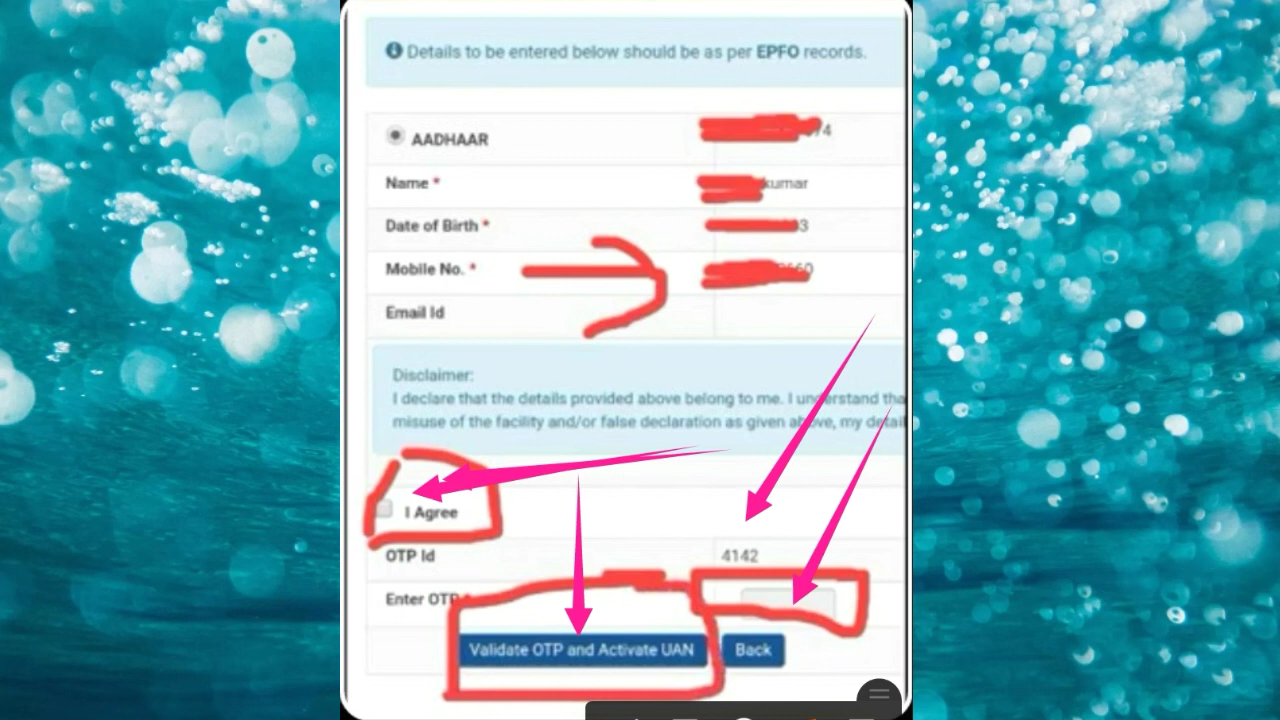 Details to be entered below should be as per EPFO records.
AADHAAR
Name * kumar
Date of Birth * 3
Mobile No. *
Email Id
Disclaimer:
I declare that the details provided above belong to me. I understand tha
misuse of the facility and/or false declaration as given above, my detail
I Agree
OTP Id 4142
Enter OTP
Validate OTP and Activate UAN Back